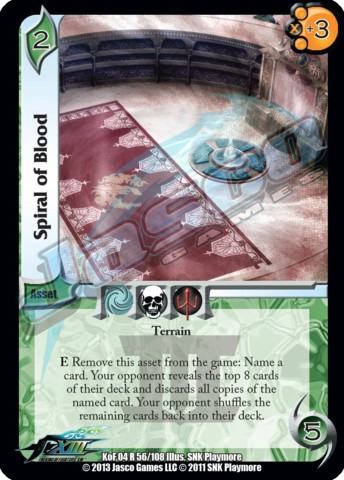 2
+3
Spiral of Blood
JASCO
GAMES
Asset
Terrain
E Remove this asset from the game: Name a
card. Your opponent reveals the top 8 cards
of their deck and discards all copies of the
named card. Your opponent shuffles the
remaining cards back into their deck.
5
XIII
KoF.04 R 56/108 Illus. SNK Playmore
© 2013 Jasco Games LLC © 2011 SNK Playmore